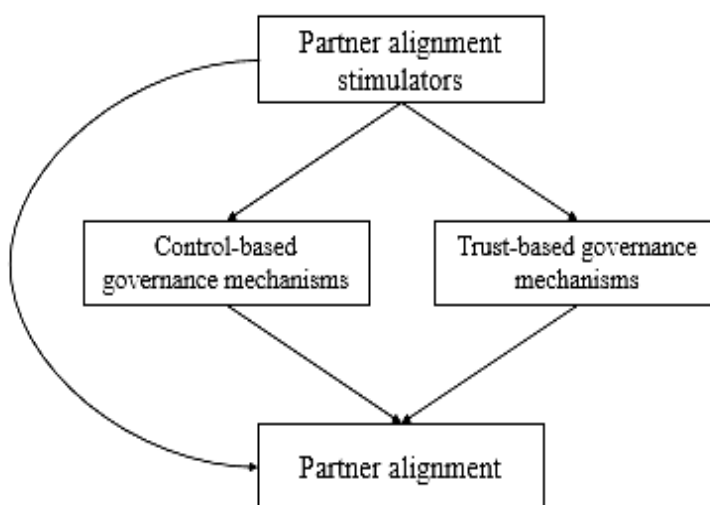 Partner alignment
stimulators
Control-based
governance mechanisms
Trust-based governance
mechanisms
Partner alignment